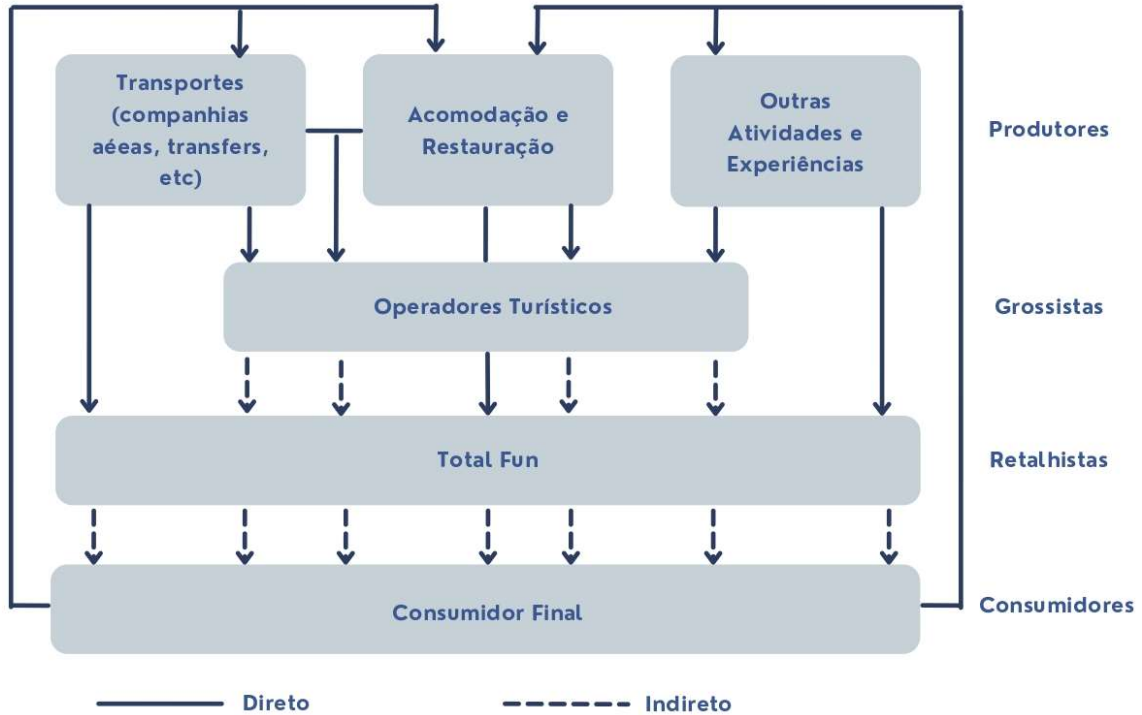 Transportes
(companhias
aéeas, transfers,
etc)
Acomodação e
Restauração
Outras
Atividades e
Experiências
Produtores
Operadores Turísticos
Grossistas
Total Fun
Retalhistas
Consumidor Final
Consumidores
Direto
Indireto